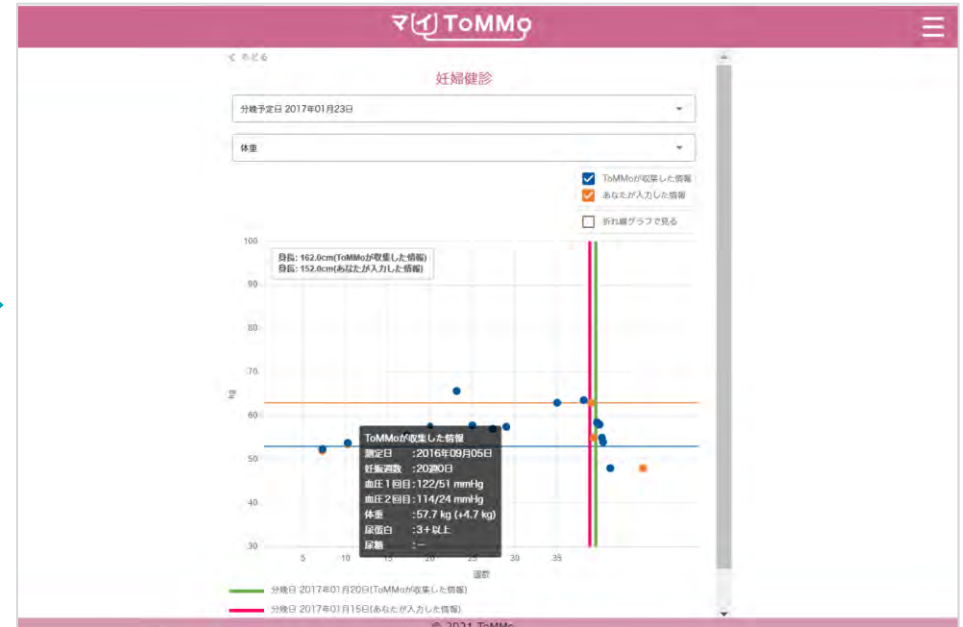 マイ ToMMo
< もどる
妊婦健診
分娩予定日 2017年01月23日
体重
ToMMoが収集した情報
あなたが入力した情報
折れ線グラフで見る
身長: 162.0cm(ToMMoが収集した情報)
身長: 152.0cm(あなたが入力した情報)
100
90
80
70
60
50
40
30
kg
ToMMoが収集した情報
測定日 :2016年09月05日
妊娠週数 :20週0日
血圧1回目:122/51 mmHg
血圧2回目:114/24 mmHg
体重 :57.7 kg (+4.7 kg)
尿蛋白 :3+以上
尿糖 :－
5 10 15 20 25 30 35
週数
分娩日 2017年01月20日(ToMMoが収集した情報)
分娩日 2017年01月15日(あなたが入力した情報)
© 2021 ToMMo